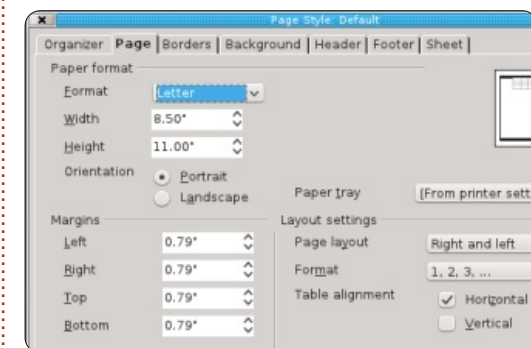 Page Style: Default
Organizer Page Borders Background Header Footer Sheet
Paper format
Format Letter
Width 8.50"
Height 11.00"
Orientation Portrait
Landscape
Paper tray [From printer sett
Margins
Left 0.79"
Right 0.79"
Top 0.79"
Bottom 0.79"
Layout settings
Page layout Right and left
Format 1, 2, 3, ...
Table alignment Horizontal
Vertical